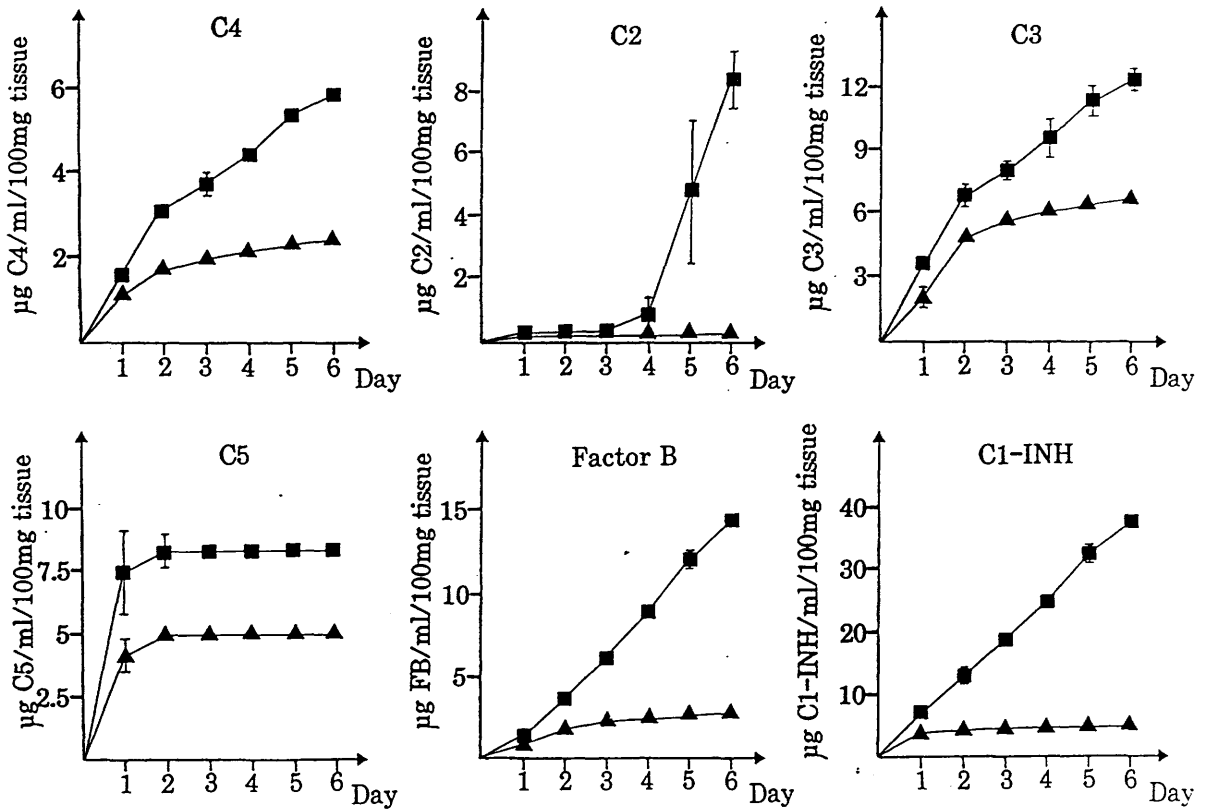 C4
µg C4/ml/100mg tissue
6
4
2
1 2 3 4 5 6
Day
C2
µg C2/ml/100mg tissue
8
6
4
2
1 2 3 4 5 6
Day
C3
µg C3/ml/100mg tissue
12
9
6
3
1 2 3 4 5 6
Day
C5
µg C5/ml/100mg tissue
10
7.5
5
2.5
1 2 3 4 5 6
Day
Factor B
µg FB/ml/100mg tissue
15
10
5
1 2 3 4 5 6
Day
C1-INH
µg C1-INH/ml/100mg tissue
40
30
20
10
1 2 3 4 5 6
Day